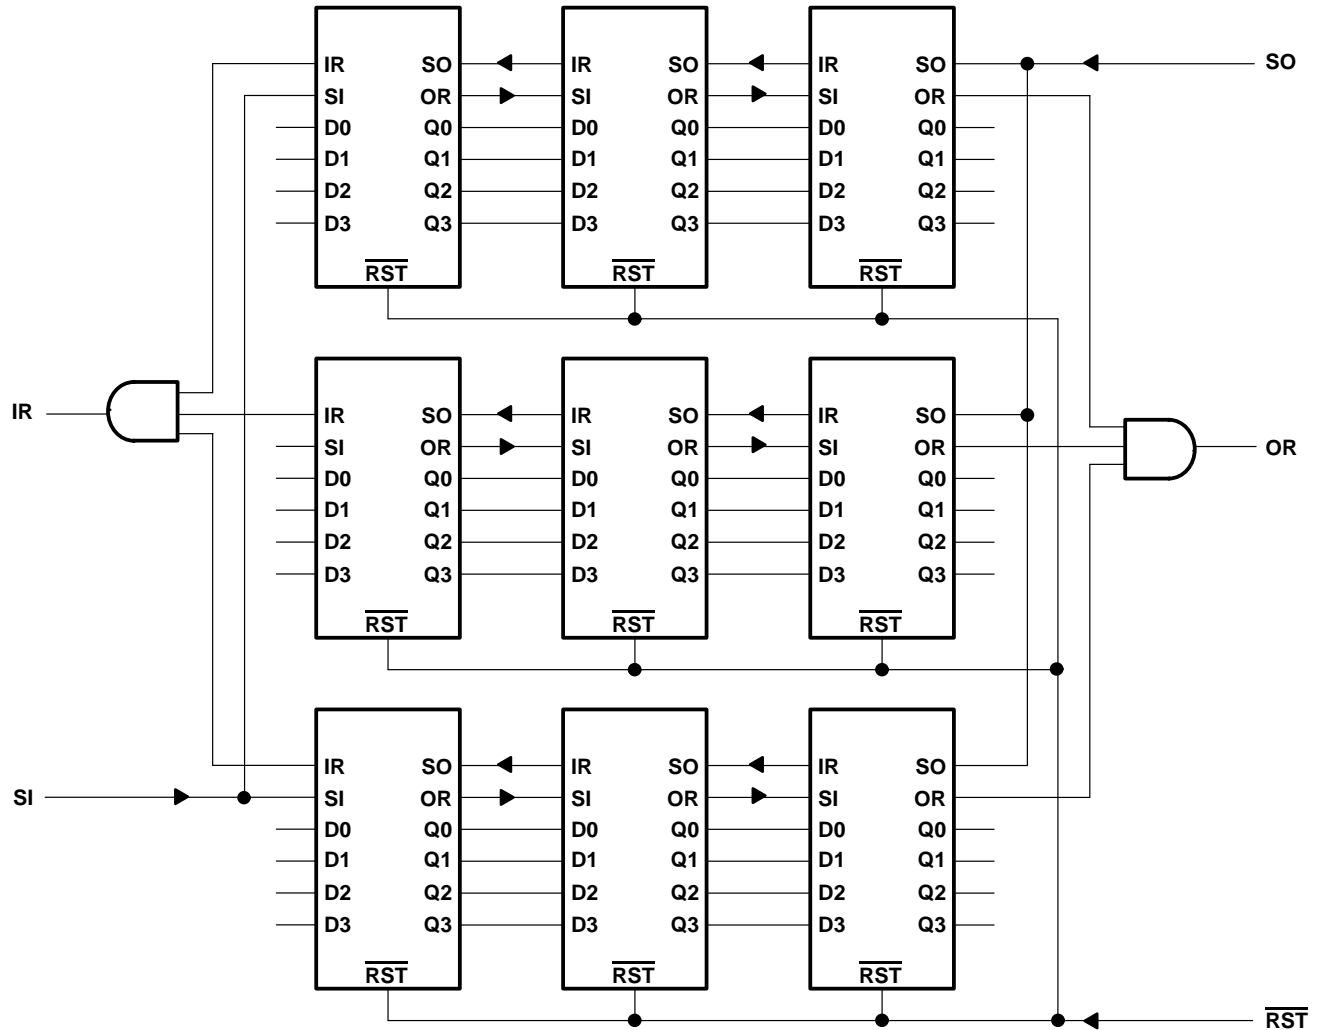 IR SO IR SO IR SO SO
SI OR SI OR SI OR
D0 Q0 D0 Q0 D0 Q0
D1 Q1 D1 Q1 D1 Q1
D2 Q2 D2 Q2 D2 Q2
D3 Q3 D3 Q3 D3 Q3
RST RST RST
IR IR SO IR SO IR SO
SI OR SI OR SI OR OR
D0 Q0 D0 Q0 D0 Q0
D1 Q1 D1 Q1 D1 Q1
D2 Q2 D2 Q2 D2 Q2
D3 Q3 D3 Q3 D3 Q3
RST RST RST
IR SO IR SO IR SO
SI SI OR SI OR SI OR
D0 Q0 D0 Q0 D0 Q0
D1 Q1 D1 Q1 D1 Q1
D2 Q2 D2 Q2 D2 Q2
D3 Q3 D3 Q3 D3 Q3
RST RST RST
RST